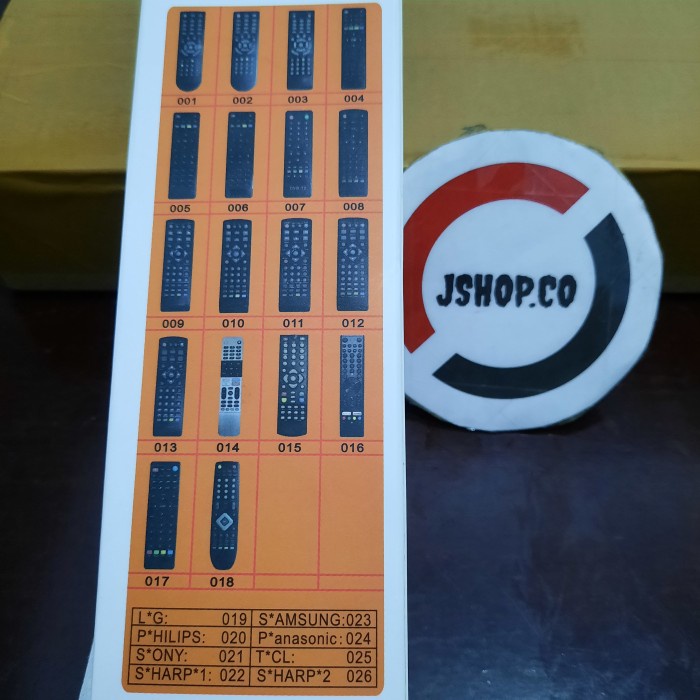 001 002 003 004
005 006 007 008
009 010 011 012
013 014 015 016
017 018
L*G: 019 S*AMSUNG:023
P*HILIPS: 020 P*anasonic:024
S*ONY: 021 T*CL: 025
S*HARP*1: 022 S*HARP*2 026
JSHOP.CO